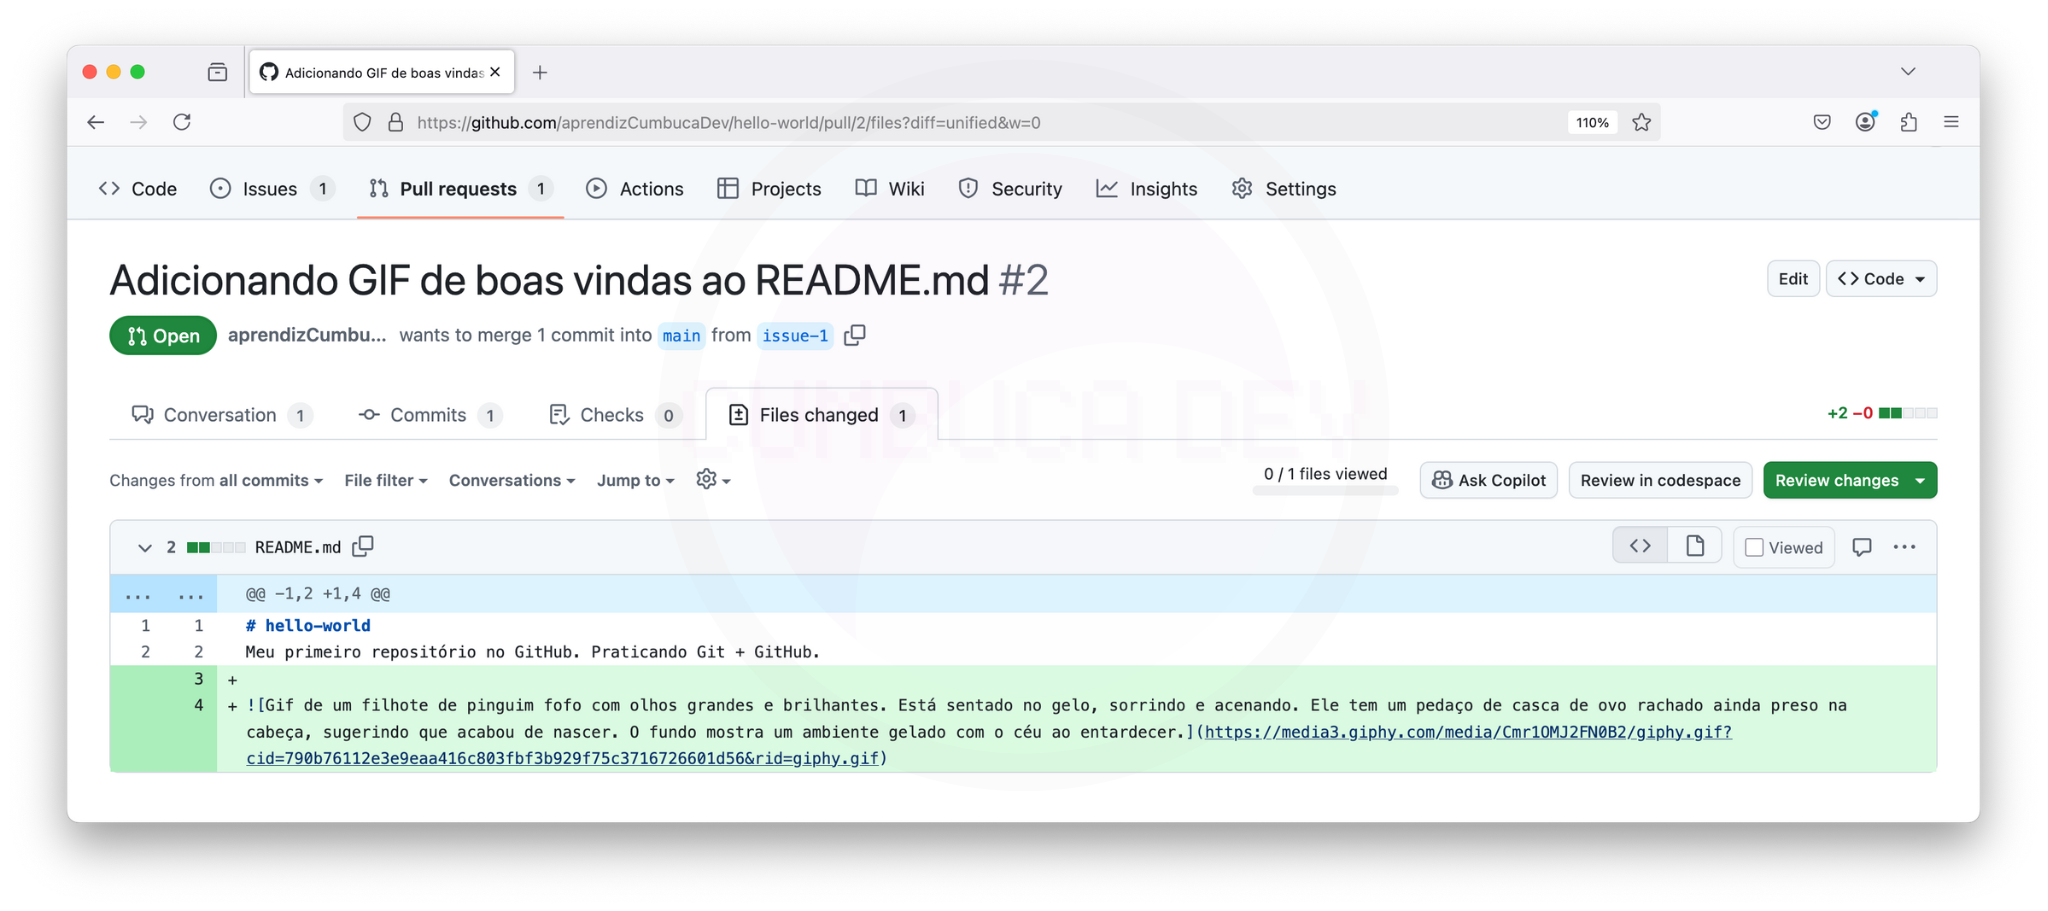 Adicionando GIF de boas vindas
https://github.com/aprendizCumbucaDev/hello-world/pull/2/files?diff=unified&w=0
110%
Code Issues 1 Pull requests 1 Actions Projects Wiki Security Insights Settings
Adicionando GIF de boas vindas ao README.md #2
Edit Code
Open aprendizCumbu... wants to merge 1 commit into main from issue-1
Conversation 1 Commits 1 Checks 0 Files changed 1
+2 −0
Changes from all commits File filter Conversations Jump to
0 / 1 files viewed
Ask Copilot Review in codespace Review changes
2 README.md Viewed
... ... @@ -1,2 +1,4 @@
1 1 # hello-world
2 2 Meu primeiro repositório no GitHub. Praticando Git + GitHub.
3 +
4 + ![Gif de um filhote de pinguim fofo com olhos grandes e brilhantes. Está sentado no gelo, sorrindo e acenando. Ele tem um pedaço de casca de ovo rachado ainda preso na
cabeça, sugerindo que acabou de nascer. O fundo mostra um ambiente gelado com o céu ao entardecer.](https://media3.giphy.com/media/Cmr1OMJ2FN0B2/giphy.gif?
cid=790b76112e3e9eaa416c803fbf3b929f75c3716726601d56&rid=giphy.gif)
CUMBUCA DEV